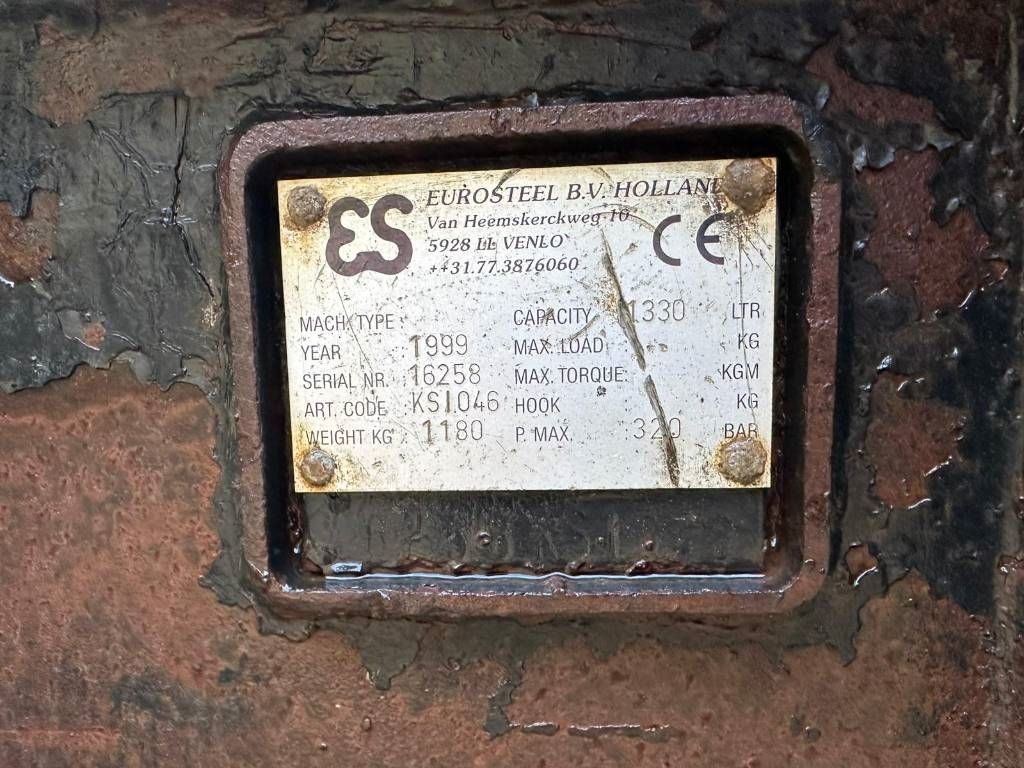 ES
EUROSTEEL B.V. HOLLAND
Van Heemskerckweg 10
5928 LL VENLO
++31.77.3876060
CE
MACH. TYPE :
YEAR : 1999
SERIAL NR. : 16258
ART. CODE : KS1046
WEIGHT KG : 1180
CAPACITY : 1330 LTR
MAX. LOAD : KG
MAX. TORQUE: KGM
HOOK : KG
P. MAX. : 320 BAR